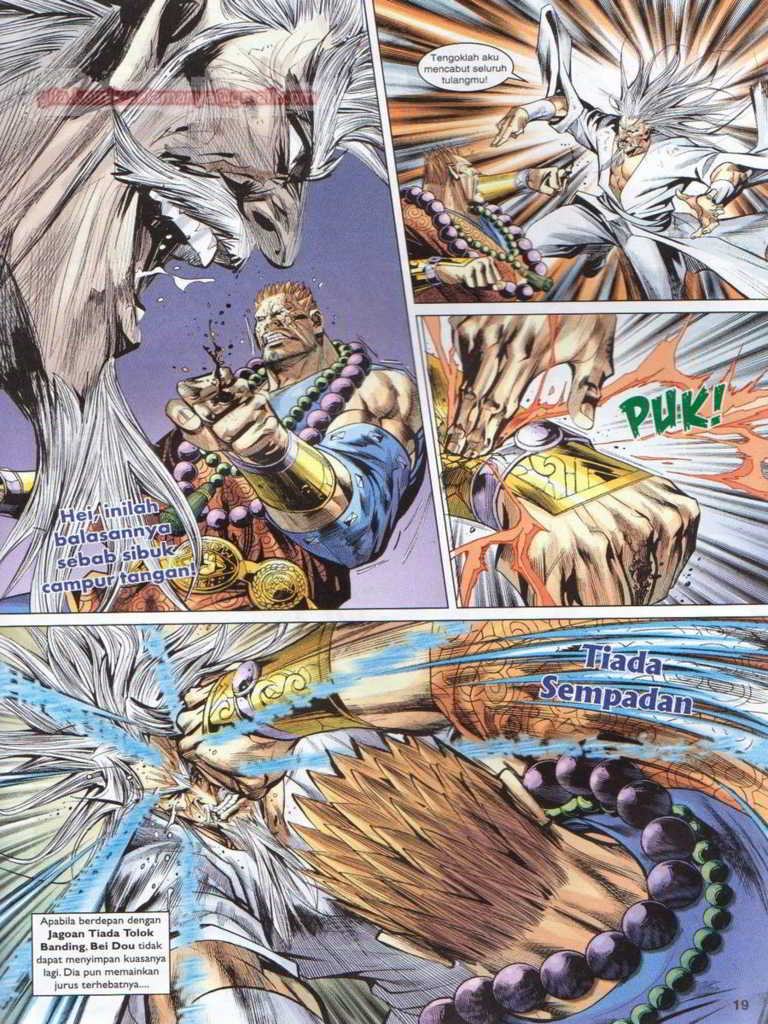 Tengoklah aku
mencabut seluruh
tulangmu!
Hei, inilah
balasannya
sebab sibuk
campur tangan!
PUK!
Tiada
Sempadan
Apabila berdepan dengan
Jagoan Tiada Tolok
Banding, Bei Dou tidak
dapat menyimpan kuasanya
lagi. Dia pun memainkan
jurus terhebatnya....
19